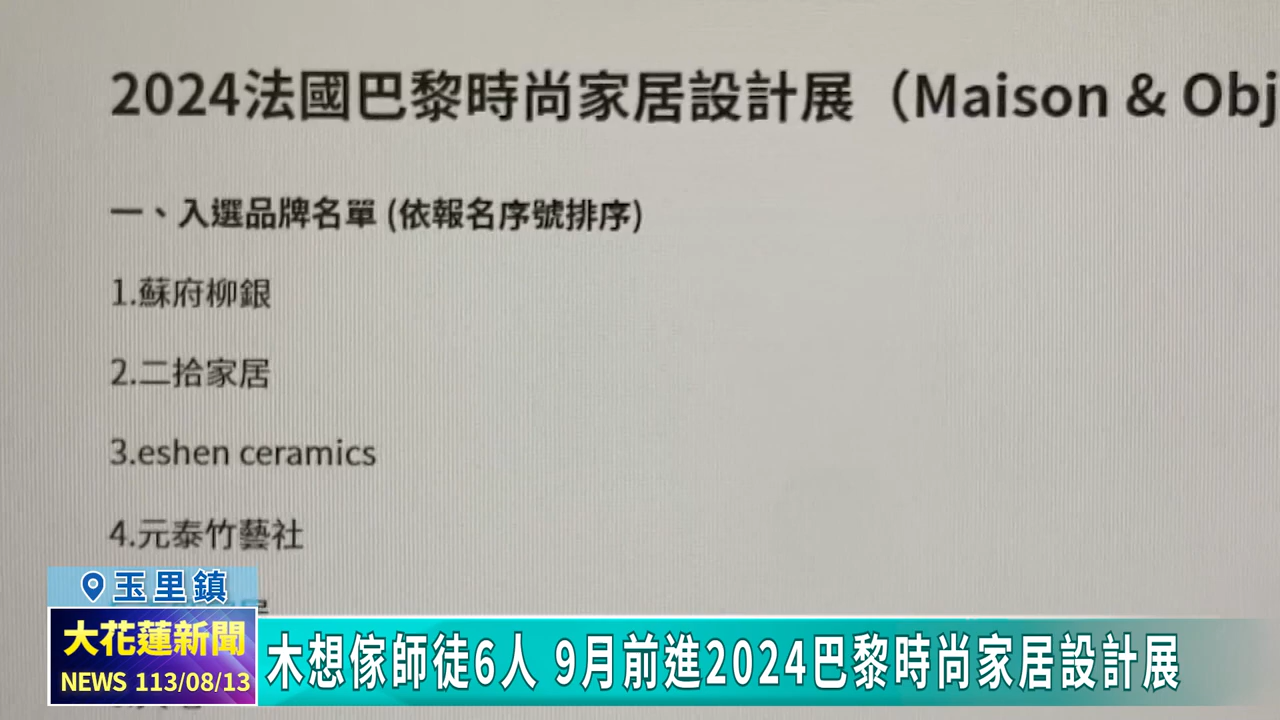 2024法國巴黎時尚家居設計展（Maison & Obj
一、入選品牌名單 (依報名序號排序)
1.蘇府柳銀
2.二拾家居
3.eshen ceramics
4.元泰竹藝社
玉里鎮
大花蓮新聞
NEWS 113/08/13
木想傢師徒6人 9月前進2024巴黎時尚家居設計展